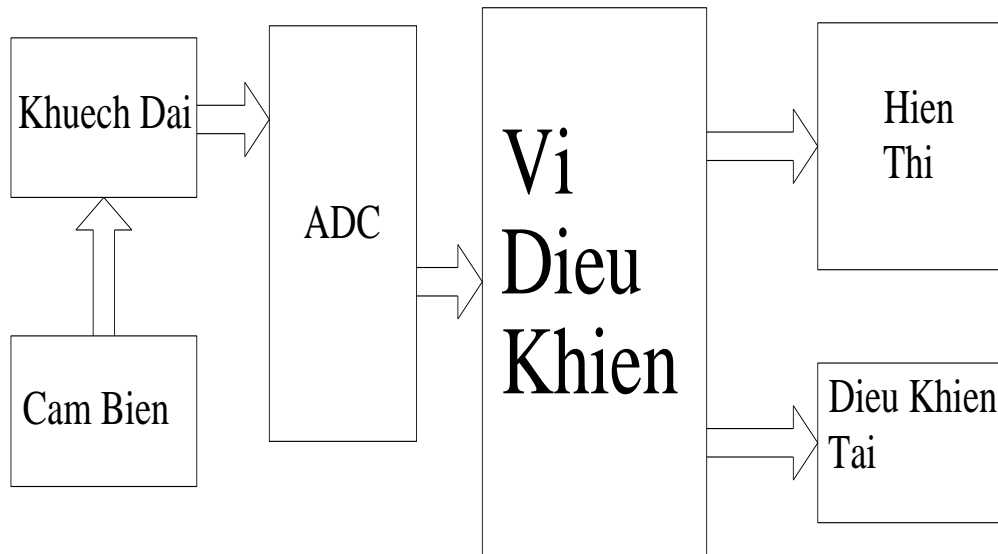 Khuech Dai
Cam Bien
ADC
Vi
Dieu
Khien
Hien
Thi
Dieu Khien
Tai